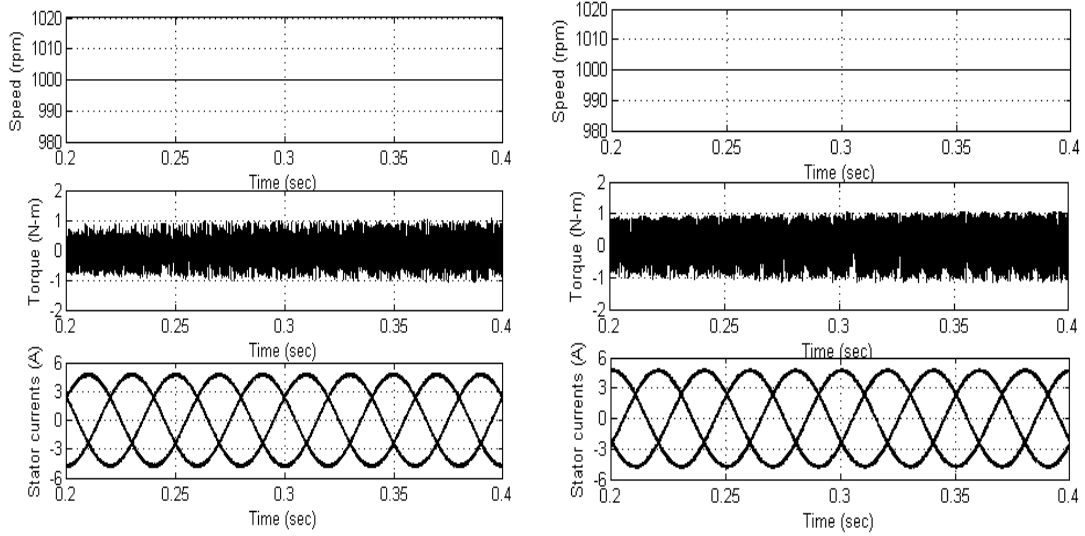 Speed (rpm)
1020
1010
1000
990
980
0.2 0.25 0.3 0.35 0.4
Time (sec)
Torque (N-m)
2
1
0
-1
-2
0.2 0.25 0.3 0.35 0.4
Time (sec)
Stator currents (A)
6
3
0
-3
-6
0.2 0.25 0.3 0.35 0.4
Time (sec)
Speed (rpm)
1020
1010
1000
990
980
0.2 0.25 0.3 0.35 0.4
Time (sec)
Torque (N-m)
2
1
0
-1
-2
0.2 0.25 0.3 0.35 0.4
Time (sec)
Stator currents (A)
6
3
0
-3
-6
0.2 0.25 0.3 0.35 0.4
Time (sec)